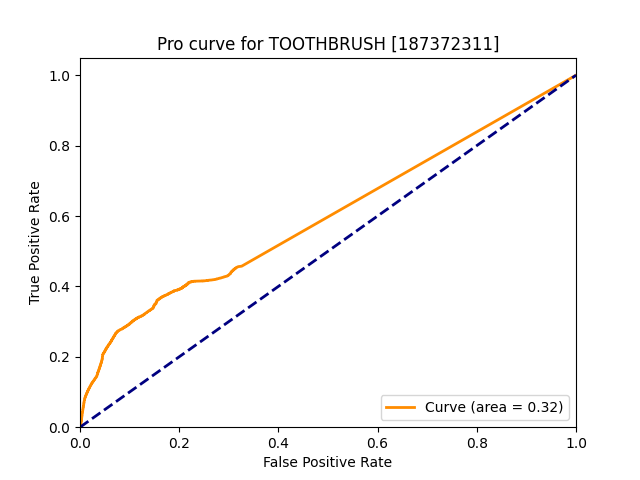 Pro curve for TOOTHBRUSH [187372311]
True Positive Rate
1.0
0.8
0.6
0.4
0.2
0.0
0.0 0.2 0.4 0.6 0.8 1.0
False Positive Rate
Curve (area = 0.32)